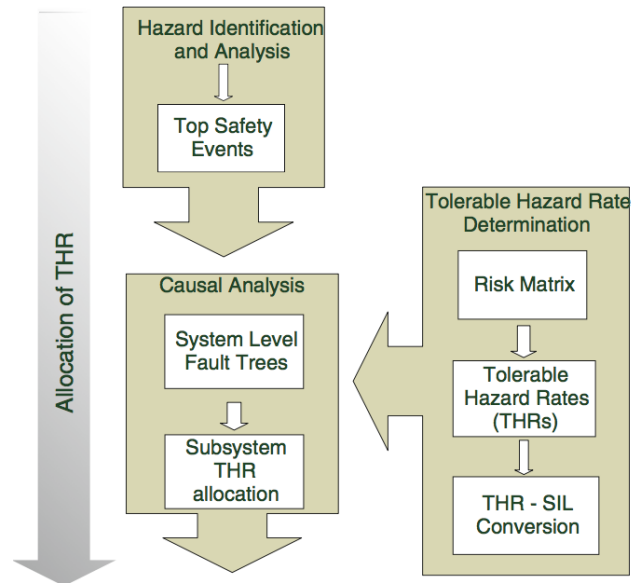 Allocation of THR
Hazard Identification
and Analysis
Top Safety
Events
Causal Analysis
System Level
Fault Trees
Subsystem
THR
allocation
Tolerable Hazard Rate
Determination
Risk Matrix
Tolerable
Hazard Rates
(THRs)
THR - SIL
Conversion